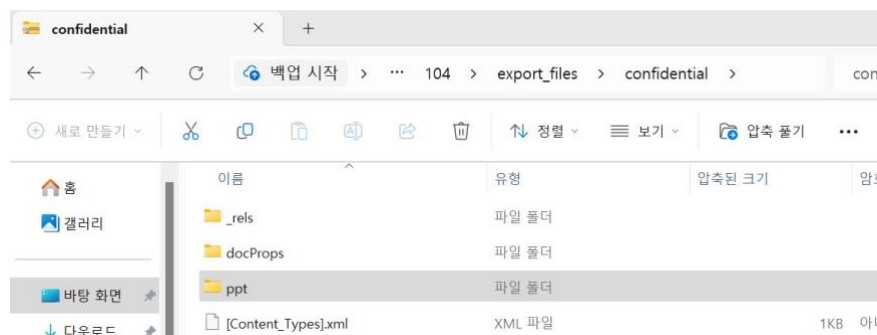 confidential
백업 시작 > ... 104 > export_files > confidential >
새로 만들기 정렬 보기 압축 풀기 ...
이름 유형 압축된 크기
홈
갤러리
_rels 파일 폴더
docProps 파일 폴더
바탕 화면
ppt 파일 폴더
[Content_Types].xml XML 파일 1KB
다운로드